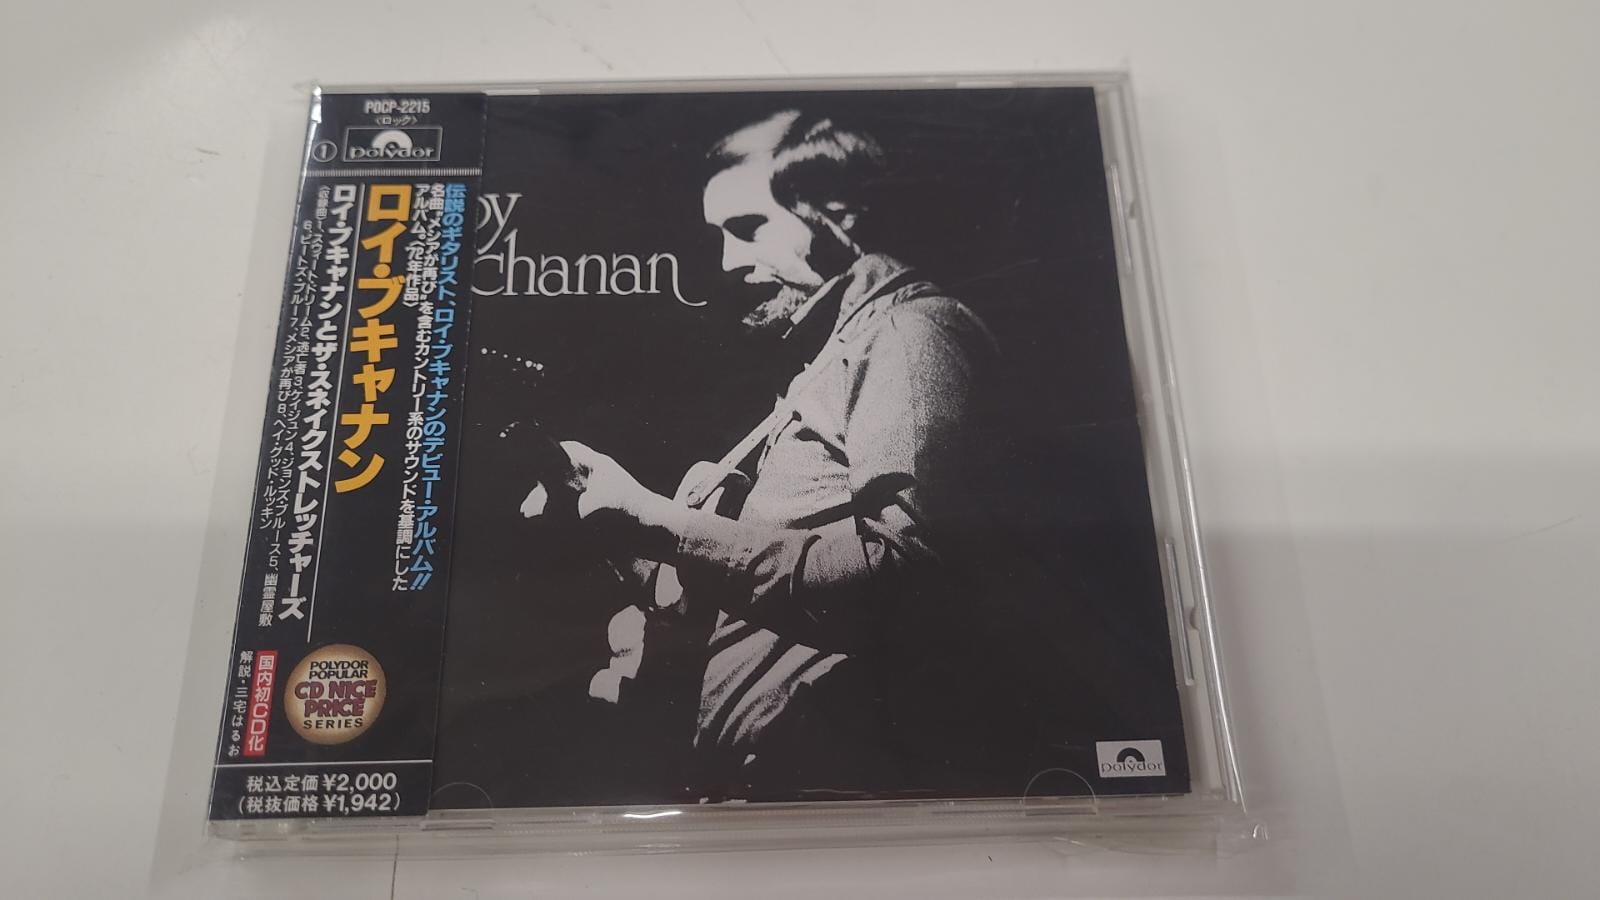 POCP-2215
〈ロック〉
1
polydor
伝説のギタリスト、ロイ・ブキャナンのデビュー・アルバム!!
名曲“メシアが再び”を含むカントリー系のサウンドを基調にした
アルバム。〈'72年作品〉
ロイ・ブキャナン
ロイ・ブキャナンとザ・スネイクストレッチャーズ
〈収録曲〉1、スウィート・ドリーム2、逃亡者3、ケイジュン4、ジョンズ・ブルース5、幽霊屋敷
6、ピートズ・ブルー7、メシアが再び8、ヘイ・グッド・ルッキン
POLYDOR
POPULAR
CD NICE
PRICE
SERIES
国内初CD化
解説・三宅はるお
税込定価¥2,000
(税抜価格¥1,942)
oy
chanan
polydor